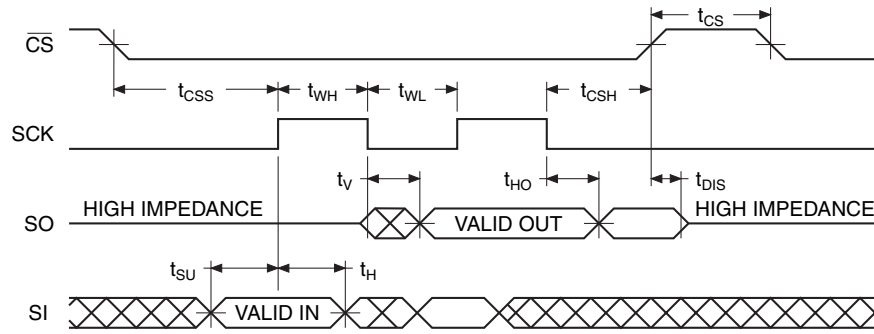 t_CS
C̅S̅
t_CSS t_WH t_WL t_CSH
SCK
t_V t_HO t_DIS
HIGH IMPEDANCE HIGH IMPEDANCE
SO VALID OUT
t_SU t_H
SI VALID IN